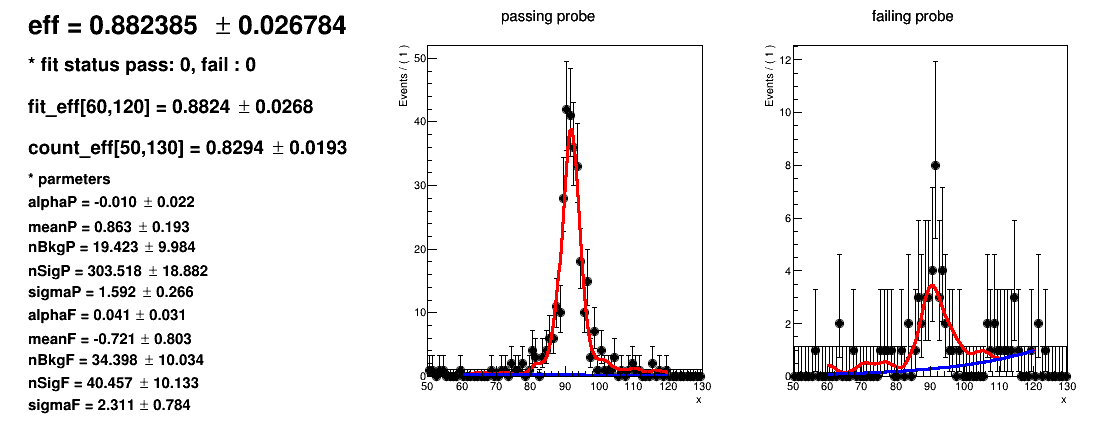 eff = 0.882385 ± 0.026784
* fit status pass: 0, fail : 0
fit_eff[60,120] = 0.8824 ± 0.0268
count_eff[50,130] = 0.8294 ± 0.0193
* parmeters
alphaP = -0.010 ± 0.022
meanP = 0.863 ± 0.193
nBkgP = 19.423 ± 9.984
nSigP = 303.518 ± 18.882
sigmaP = 1.592 ± 0.266
alphaF = 0.041 ± 0.031
meanF = -0.721 ± 0.803
nBkgF = 34.398 ± 10.034
nSigF = 40.457 ± 10.133
sigmaF = 2.311 ± 0.784
passing probe
Events / ( 1 )
50
40
30
20
10
0
50 60 70 80 90 100 110 120 130
x
failing probe
Events / ( 1 )
12
10
8
6
4
2
0
50 60 70 80 90 100 110 120 130
x